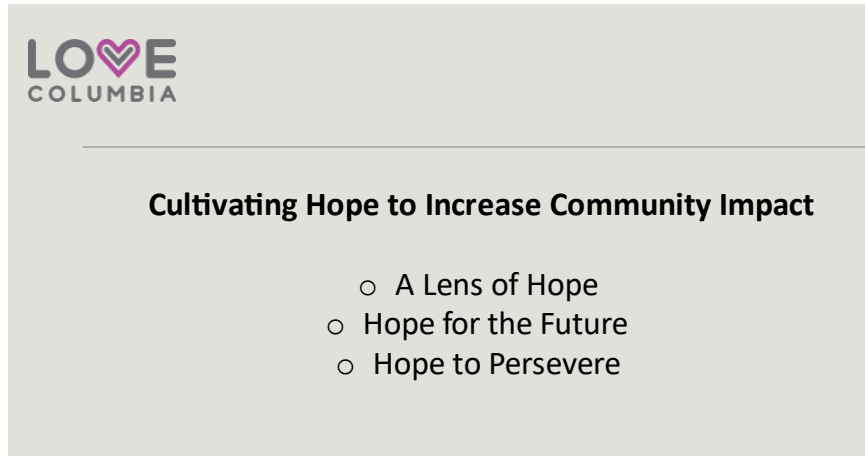 LOVE
COLUMBIA
Cultivating Hope to Increase Community Impact
○ A Lens of Hope
○ Hope for the Future
○ Hope to Persevere